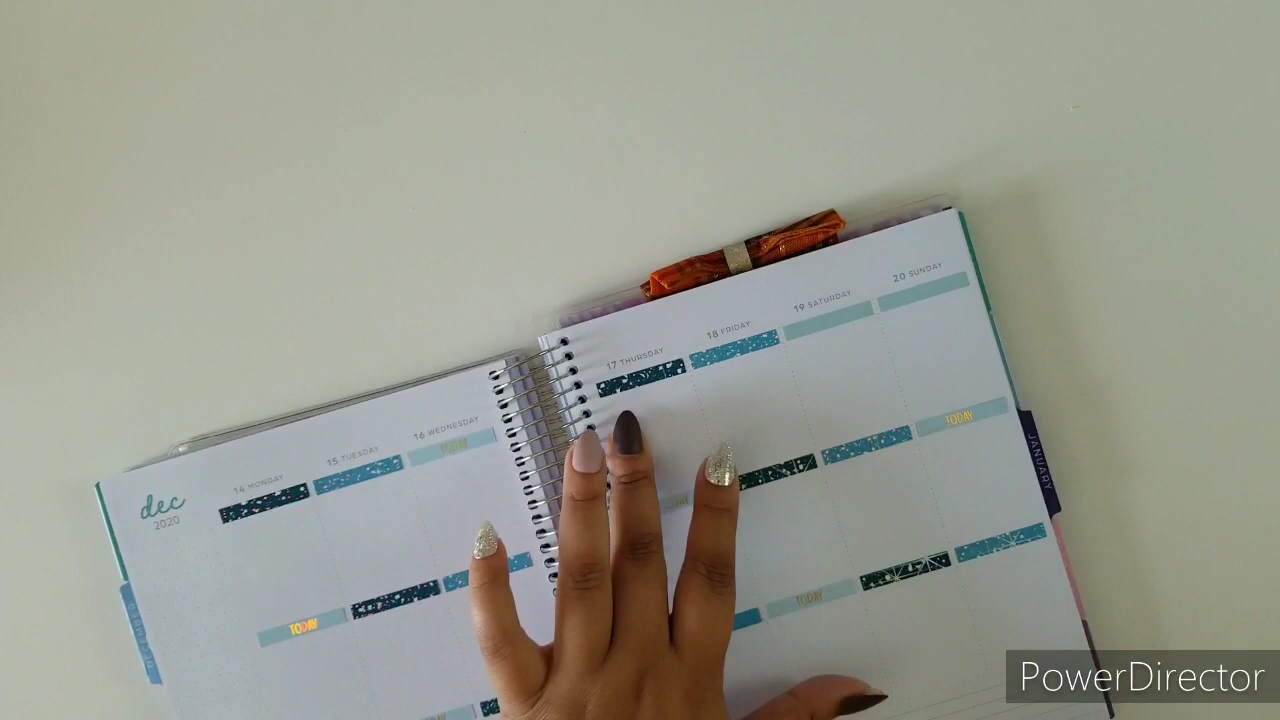 dec
2020
14 MONDAY
15 TUESDAY
16 WEDNESDAY
TODAY
17 THURSDAY
18 FRIDAY
19 SATURDAY
20 SUNDAY
TODAY
TODAY
TODAY
JANUARY
PowerDirector